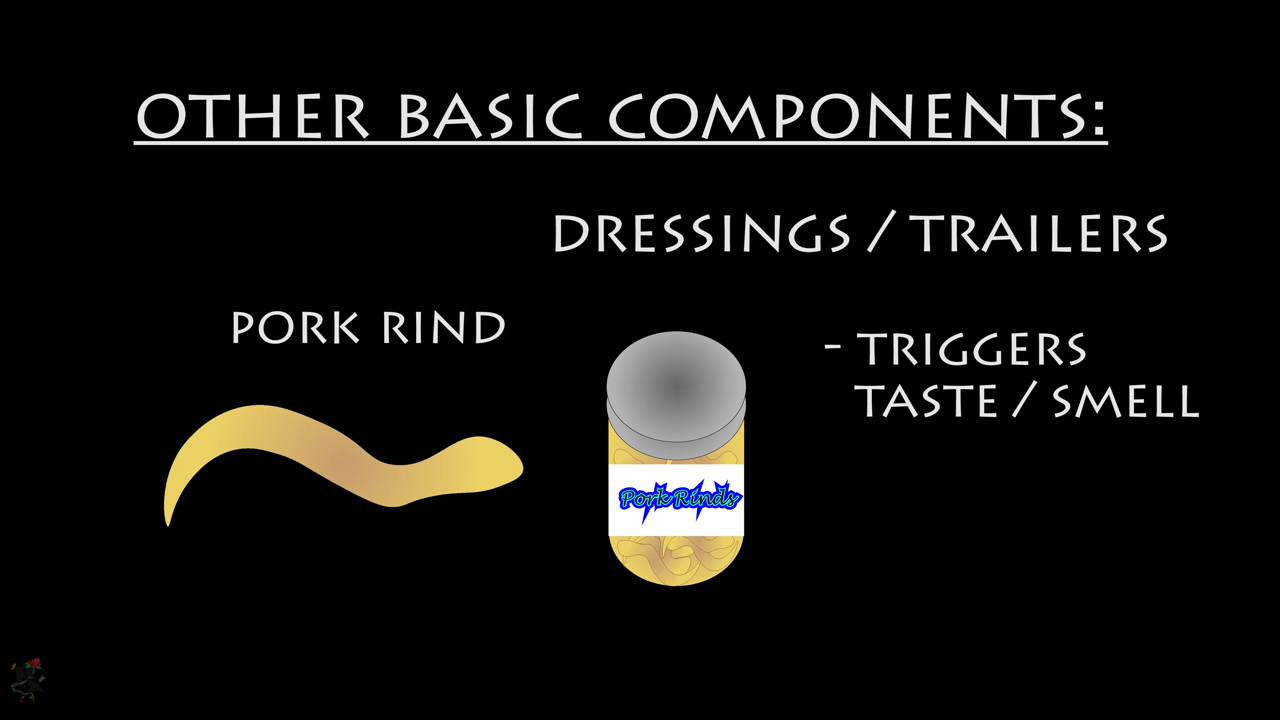 OTHER BASIC COMPONENTS:
DRESSINGS / TRAILERS
PORK RIND
- TRIGGERS
TASTE / SMELL
Pork Rinds